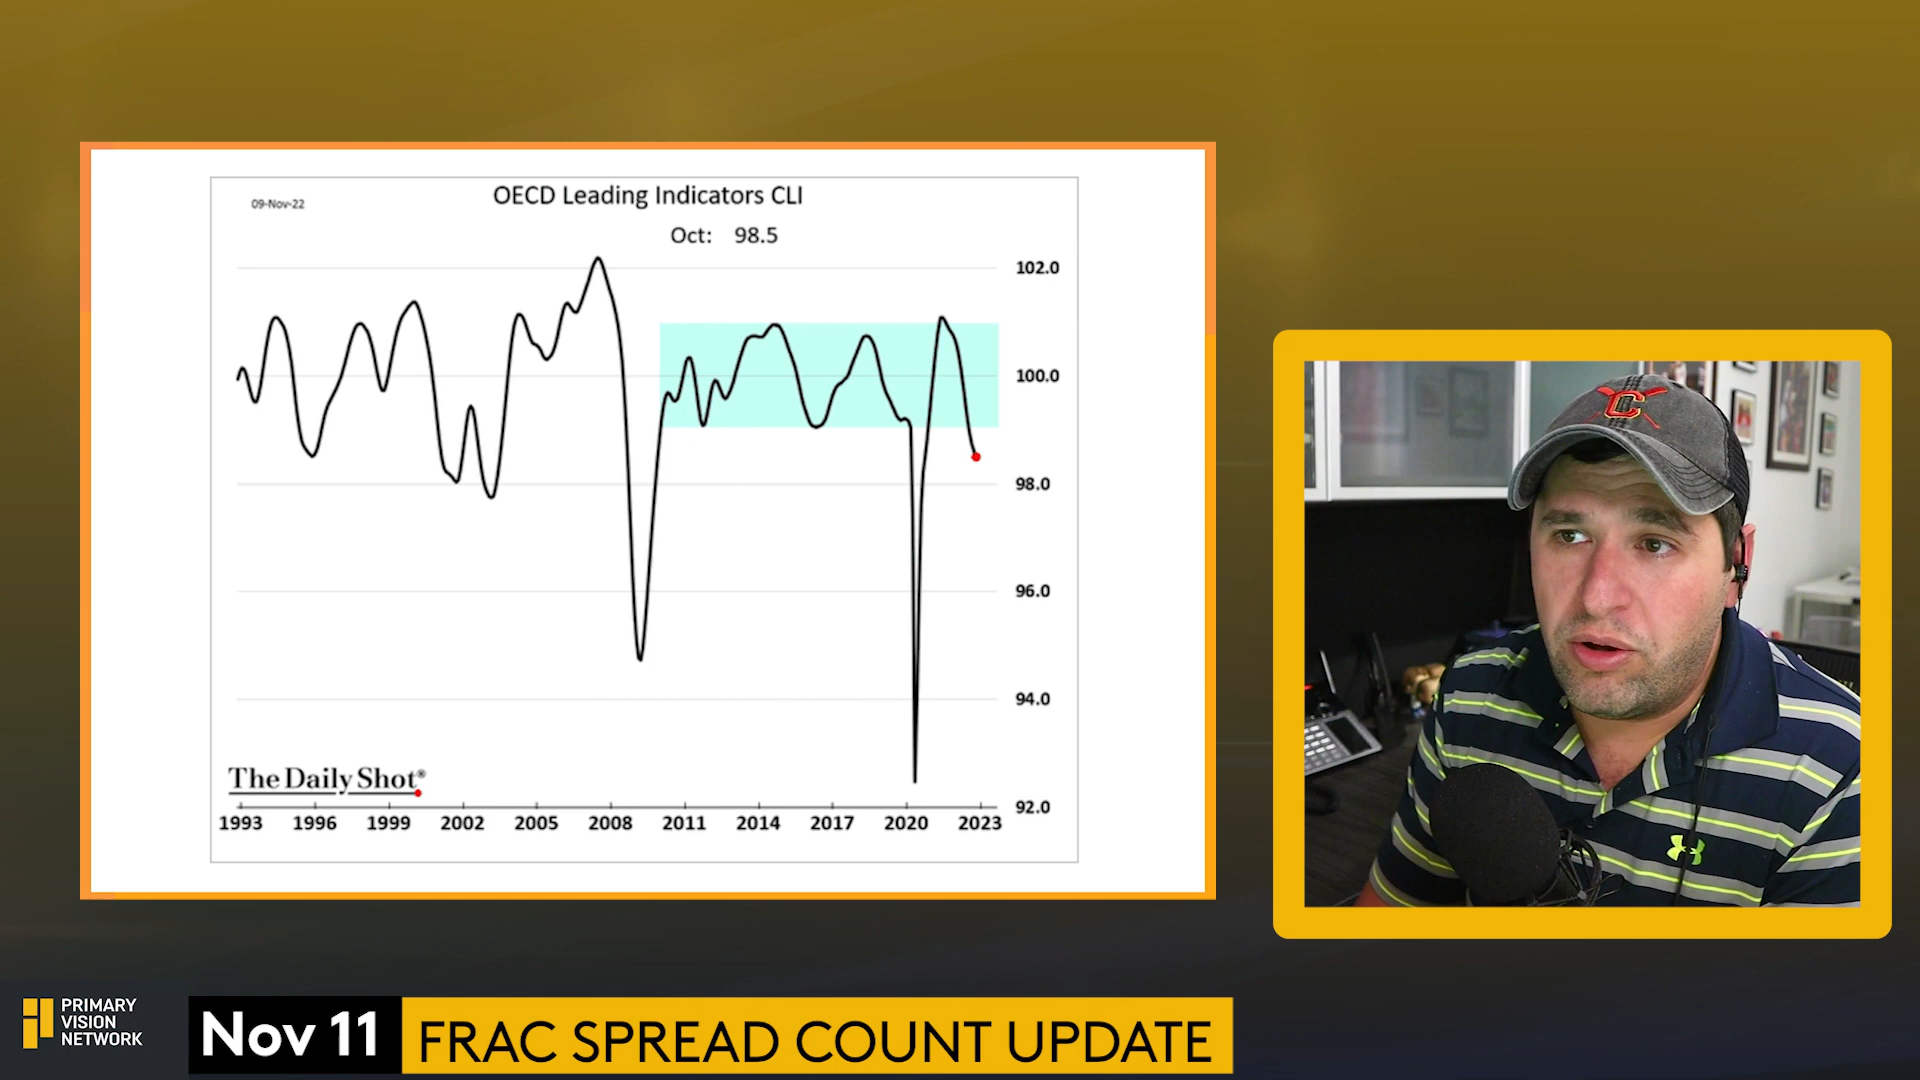 OECD Leading Indicators CLI
09-Nov-22
Oct: 98.5
102.0
100.0
98.0
96.0
94.0
92.0
The Daily Shot®
1993 1996 1999 2002 2005 2008 2011 2014 2017 2020 2023
C
PRIMARY
VISION
NETWORK
Nov 11
FRAC SPREAD COUNT UPDATE